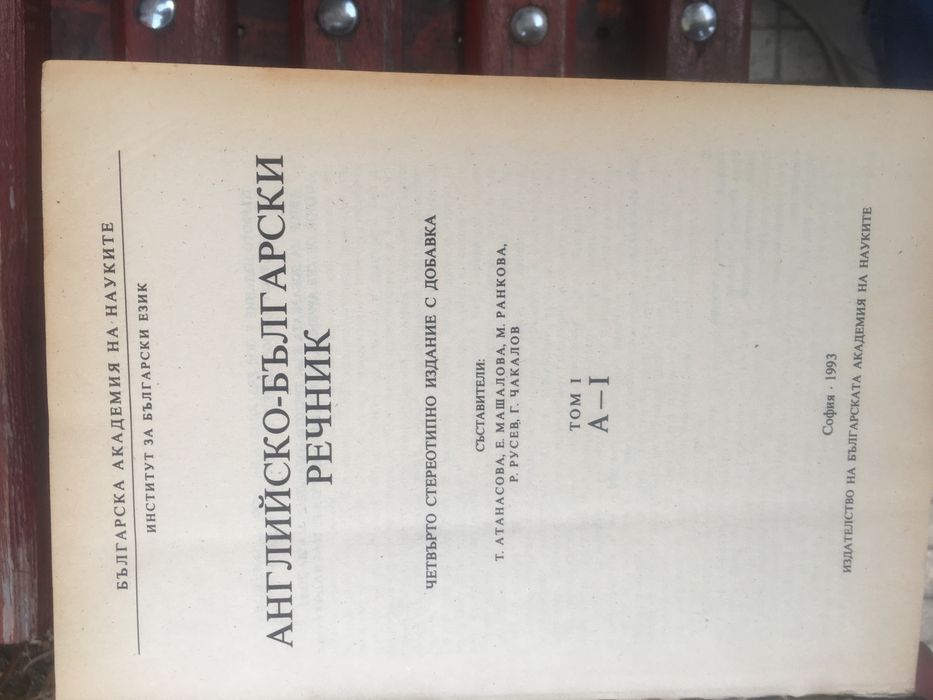 БЪЛГАРСКА АКАДЕМИЯ НА НАУКИТЕ
ИНСТИТУТ ЗА БЪЛГАРСКИ ЕЗИК
АНГЛИЙСКО-БЪЛГАРСКИ
РЕЧНИК
ЧЕТВЪРТО СТЕРЕОТИПНО ИЗДАНИЕ С ДОБАВКА
СЪСТАВИТЕЛИ:
Т. АТАНАСОВА, Е. МАШАЛОВА, М. РАНКОВА,
Р. РУСЕВ, Г. ЧАКАЛОВ
ТОМ I
A—I
София · 1993
ИЗДАТЕЛСТВО НА БЪЛГАРСКАТА АКАДЕМИЯ НА НАУКИТЕ